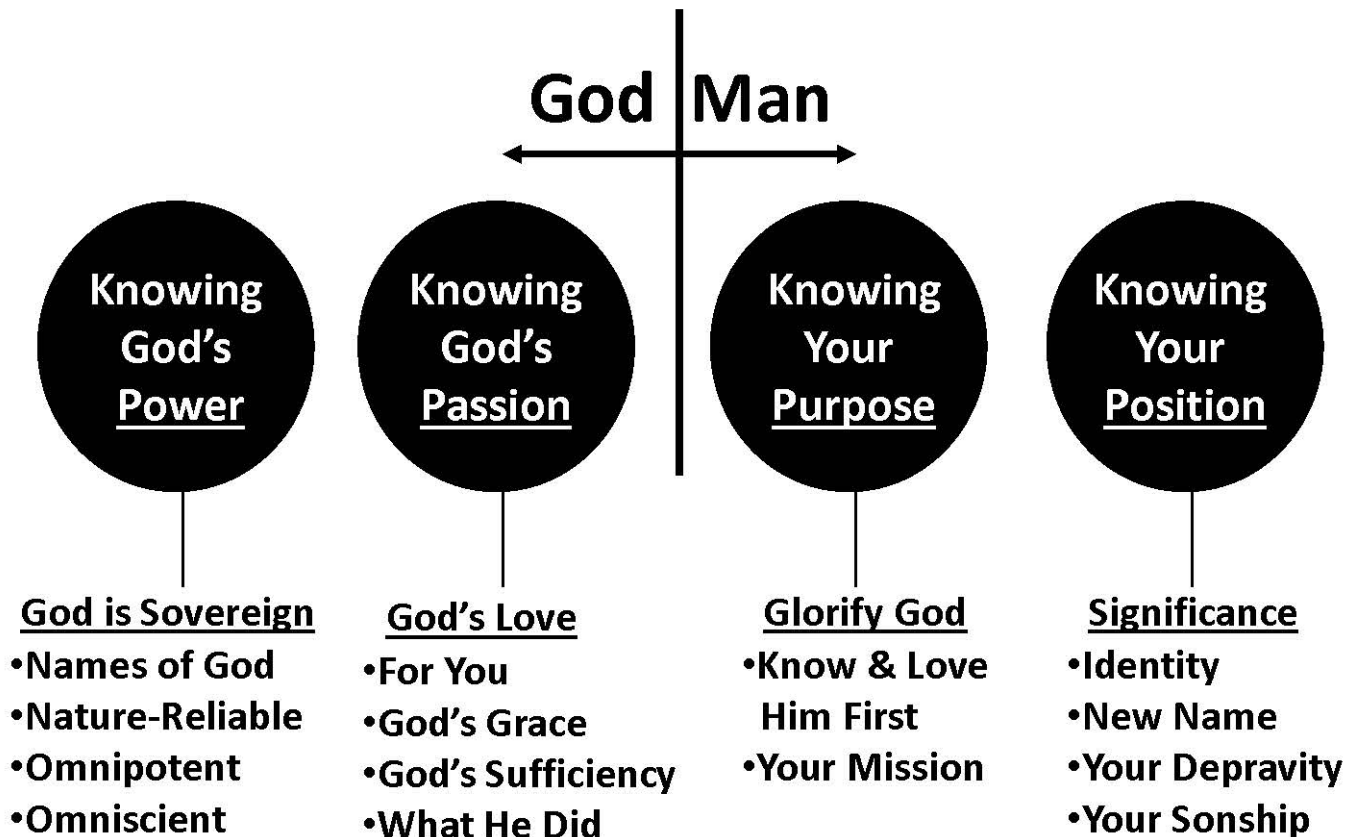 God Man
Knowing
God's
Power
Knowing
God's
Passion
Knowing
Your
Purpose
Knowing
Your
Position
God is Sovereign
•Names of God
•Nature-Reliable
•Omnipotent
•Omniscient
God's Love
•For You
•God's Grace
•God's Sufficiency
•What He Did
Glorify God
•Know & Love
Him First
•Your Mission
Significance
•Identity
•New Name
•Your Depravity
•Your Sonship